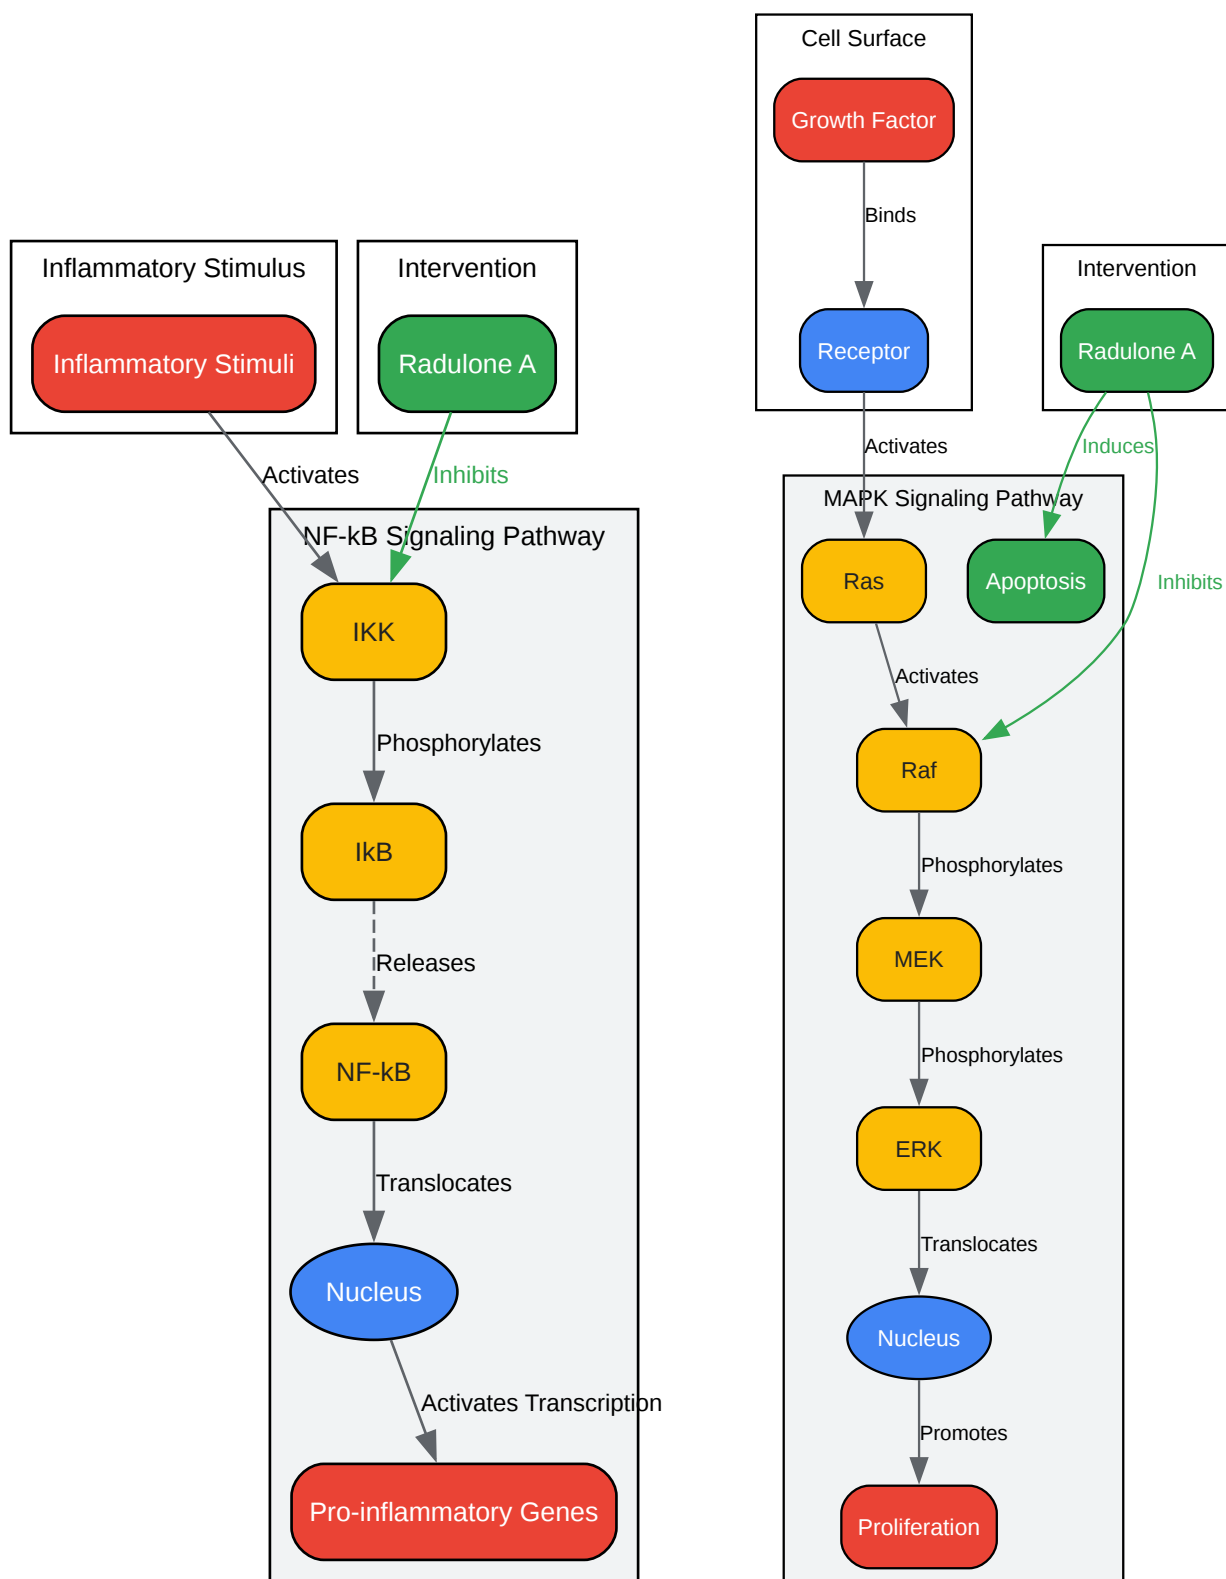 Inflammatory Stimulus
Inflammatory Stimuli
Intervention
Radulone A
Activates
Inhibits
NF-kB Signaling Pathway
IKK
Phosphorylates
IkB
Releases
NF-kB
Translocates
Nucleus
Activates Transcription
Pro-inflammatory Genes
Cell Surface
Growth Factor
Binds
Receptor
Intervention
Radulone A
Activates
Induces
MAPK Signaling Pathway
Ras
Apoptosis
Inhibits
Activates
Raf
Phosphorylates
MEK
Phosphorylates
ERK
Translocates
Nucleus
Promotes
Proliferation